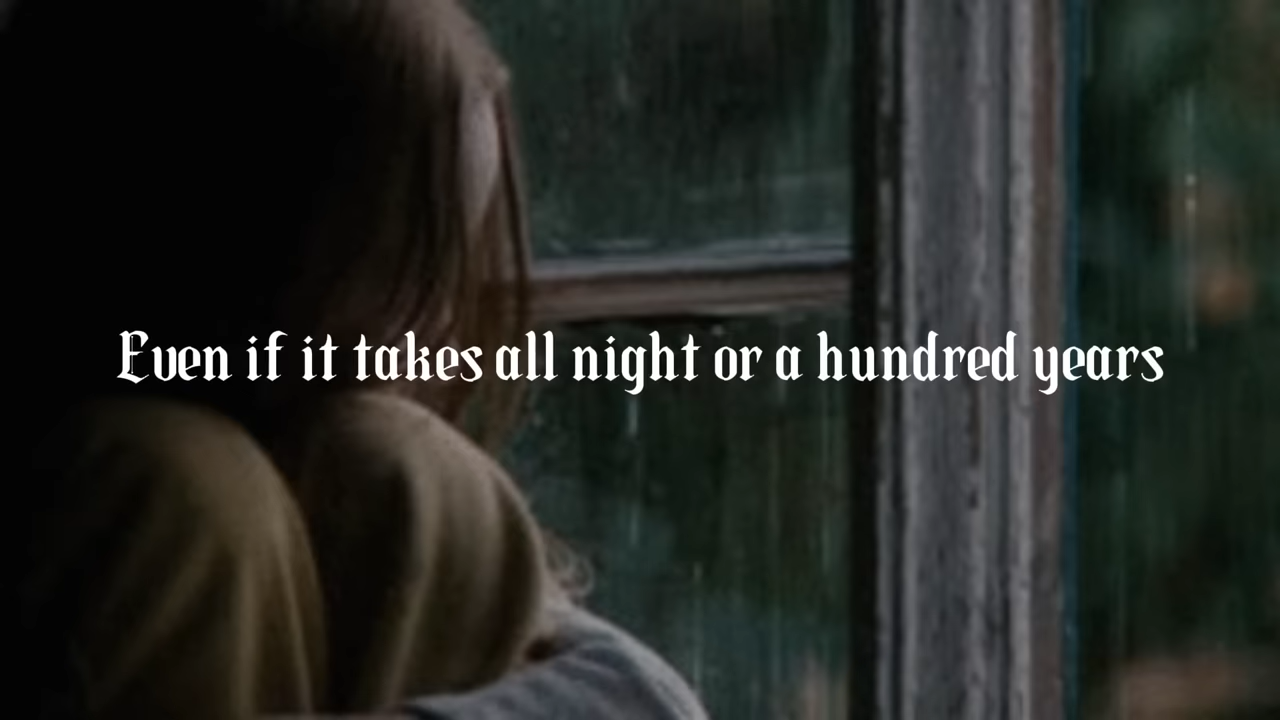 Even if it takes all night or a hundred years